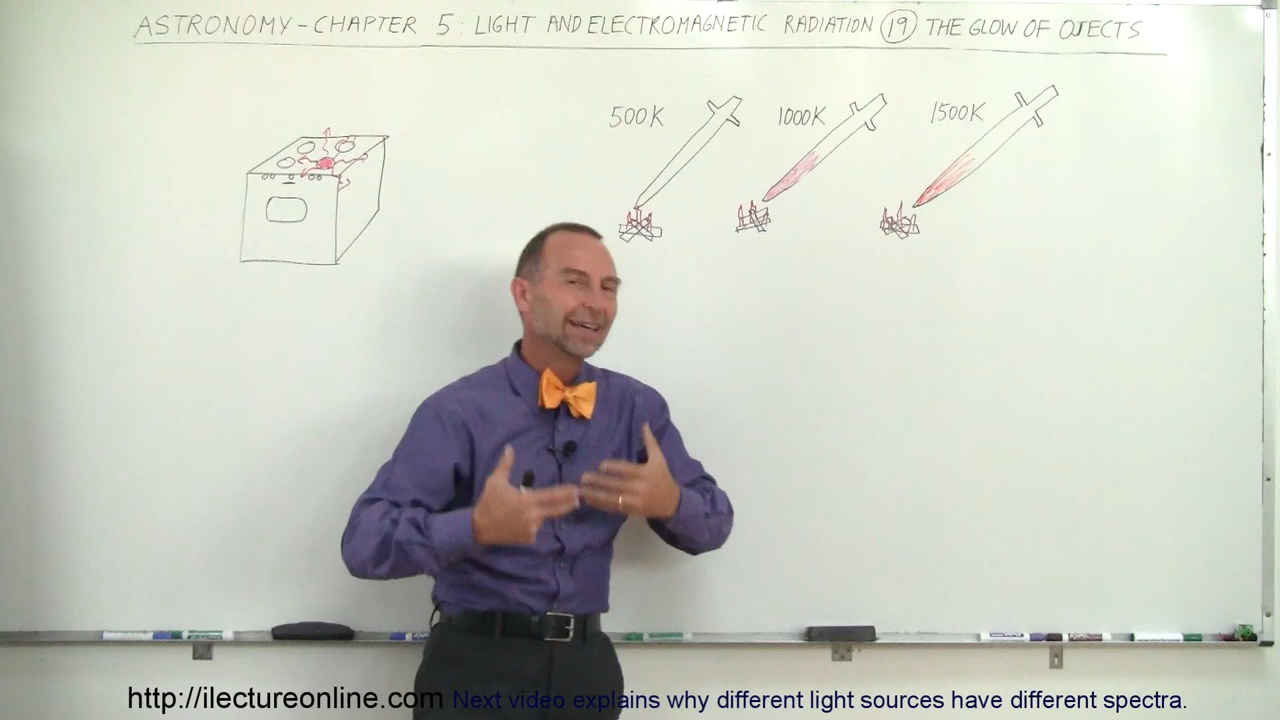 ASTRONOMY - CHAPTER 5: LIGHT AND ELECTROMAGNETIC RADIATION 19 THE GLOW OF OJECTS
500K 1000K 1500K
http://ilectureonline.com Next video explains why different light sources have different spectra.